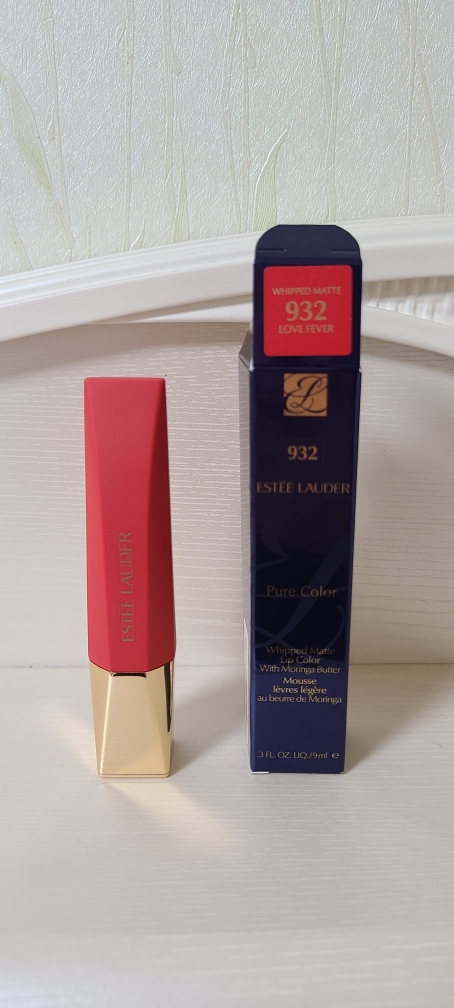 ESTĒE LAUDER
WHIPPED MATTE
932
LOVE FEVER
932
ESTĒE LAUDER
Pure Color
Whipped Matte
Lip Color
With Moringa Butter
Mousse
lèvres légère
au beurre de Moringa
.3 FL. OZ. LIQ./9ml ℮